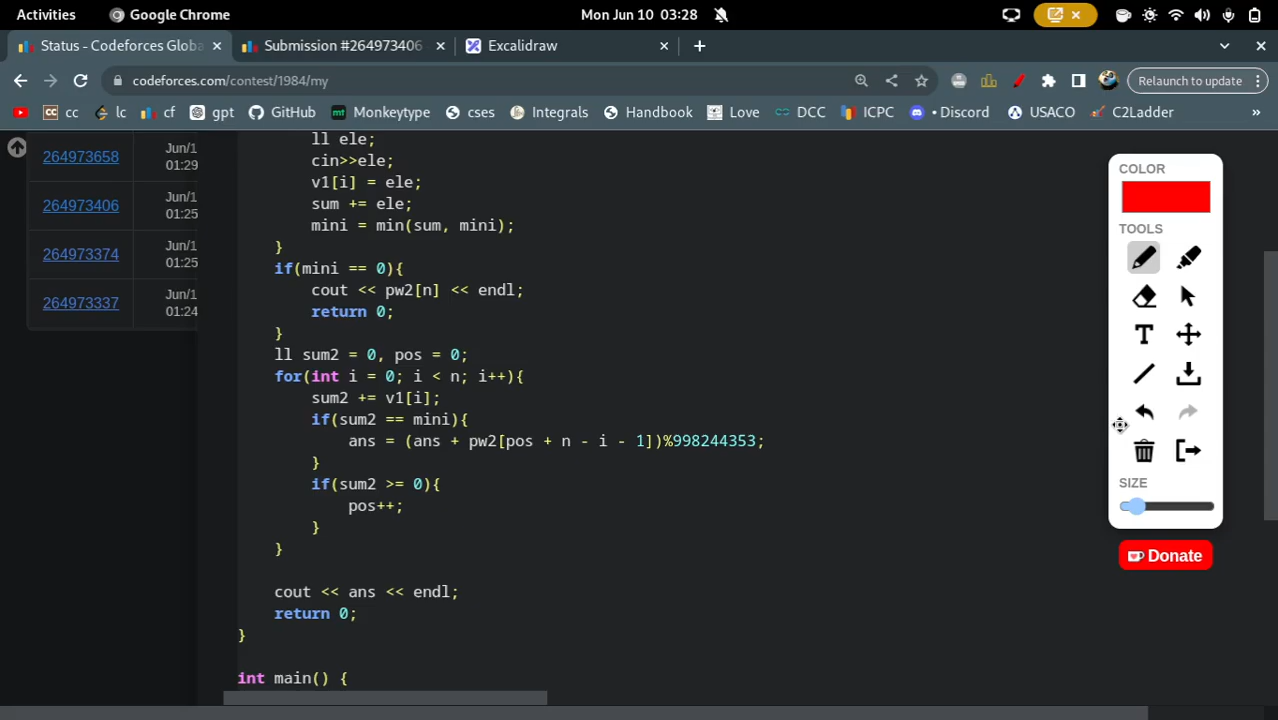 Activities
Google Chrome
Mon Jun 10 03:28
Status - Codeforces Globa
Submission #264973406
Excalidraw
codeforces.com/contest/1984/my
Relaunch to update
cc
lc
cf
gpt
GitHub
Monkeytype
cses
Integrals
Handbook
Love
DCC
ICPC
• Discord
USACO
C2Ladder
»
264973658
Jun/1
01:29
264973406
Jun/1
01:25
264973374
Jun/1
01:25
264973337
Jun/1
01:24
ll ele;
cin>>ele;
v1[i] = ele;
sum += ele;
mini = min(sum, mini);
}
if(mini == 0){
cout << pw2[n] << endl;
return 0;
}
ll sum2 = 0, pos = 0;
for(int i = 0; i < n; i++){
sum2 += v1[i];
if(sum2 == mini){
ans = (ans + pw2[pos + n - i - 1])%998244353;
}
if(sum2 >= 0){
pos++;
}
}
cout << ans << endl;
return 0;
}
int main() {
COLOR
TOOLS
T
SIZE
Donate